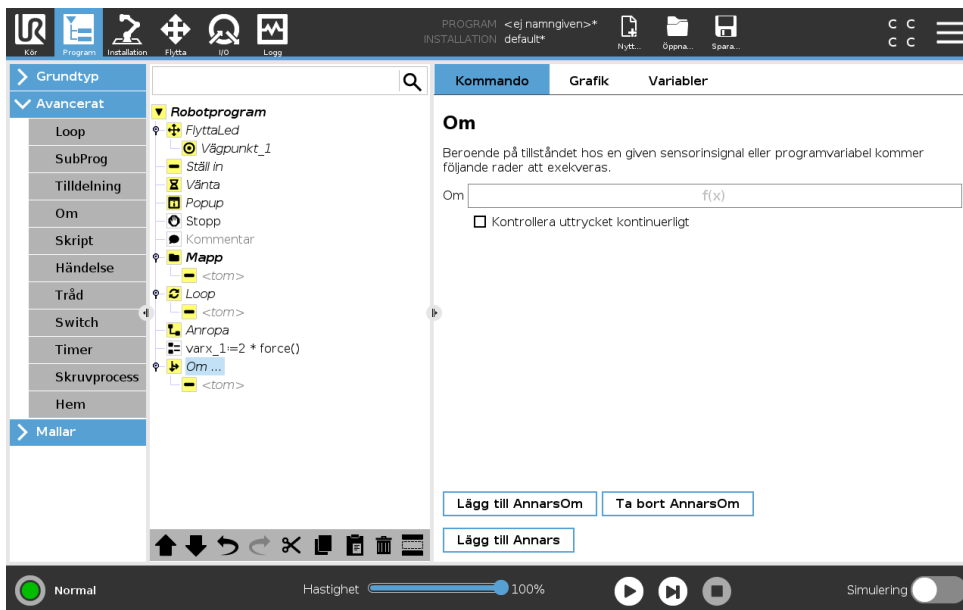 PROGRAM <ej namngiven>*
INSTALLATION default*
Kör
Program
Installation
Flytta
I/O
Logg
Nytt...
Öppna...
Spara...
C C
C C
Grundtyp
Avancerat
Loop
SubProg
Tilldelning
Om
Skript
Händelse
Tråd
Switch
Timer
Skruvprocess
Hem
Mallar
Robotprogram
FlyttaLed
Vägpunkt_1
Ställ in
Vänta
Popup
Stopp
Kommentar
Mapp
<tom>
Loop
<tom>
Anropa
varx_1≔2 * force()
Om ...
<tom>
Kommando
Grafik
Variabler
Om
Beroende på tillståndet hos en given sensorinsignal eller programvariabel kommer
följande rader att exekveras.
Om f(x)
Kontrollera uttrycket kontinuerligt
Lägg till AnnarsOm
Ta bort AnnarsOm
Lägg till Annars
Normal
Hastighet
100%
Simulering